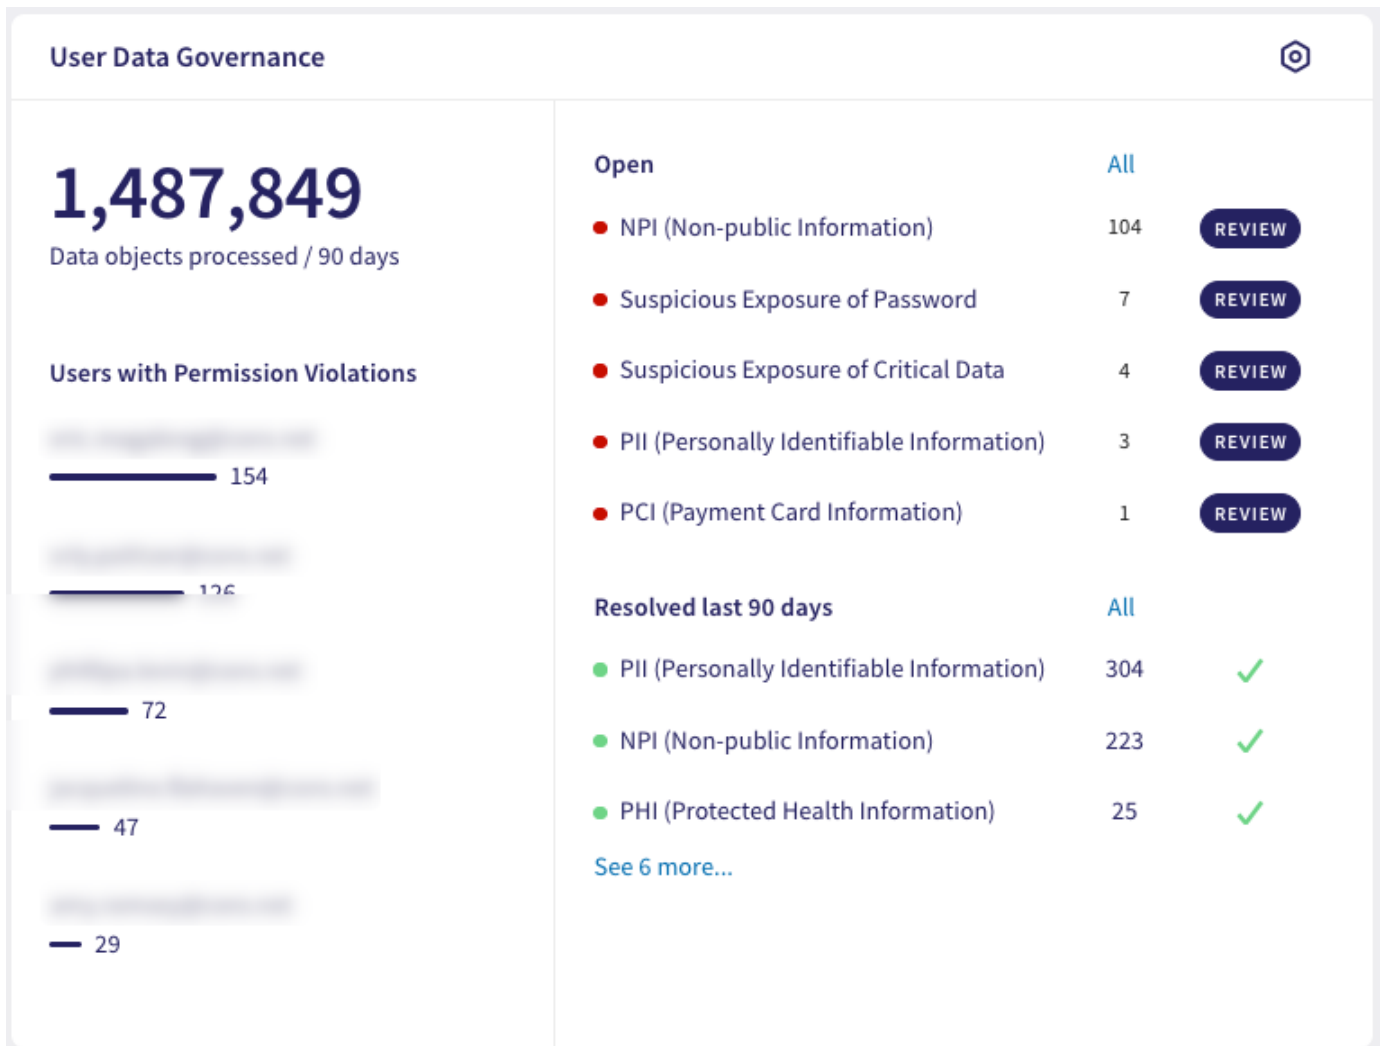 User Data Governance
1,487,849
Data objects processed / 90 days
Users with Permission Violations
154
126
72
47
29
Open All
NPI (Non-public Information) 104 REVIEW
Suspicious Exposure of Password 7 REVIEW
Suspicious Exposure of Critical Data 4 REVIEW
PII (Personally Identifiable Information) 3 REVIEW
PCI (Payment Card Information) 1 REVIEW
Resolved last 90 days All
PII (Personally Identifiable Information) 304
NPI (Non-public Information) 223
PHI (Protected Health Information) 25
See 6 more...